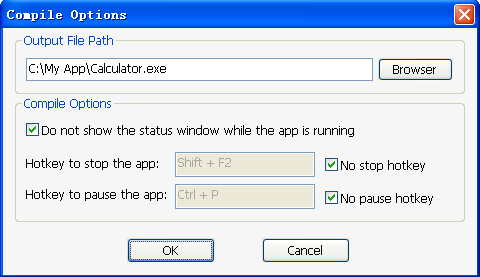 Compile Options
Output File Path
C:\My App\Calculator.exe
Browser
Compile Options
Do not show the status window while the app is running
Hotkey to stop the app:
Shift + F2
No stop hotkey
Hotkey to pause the app:
Ctrl + P
No pause hotkey
OK
Cancel